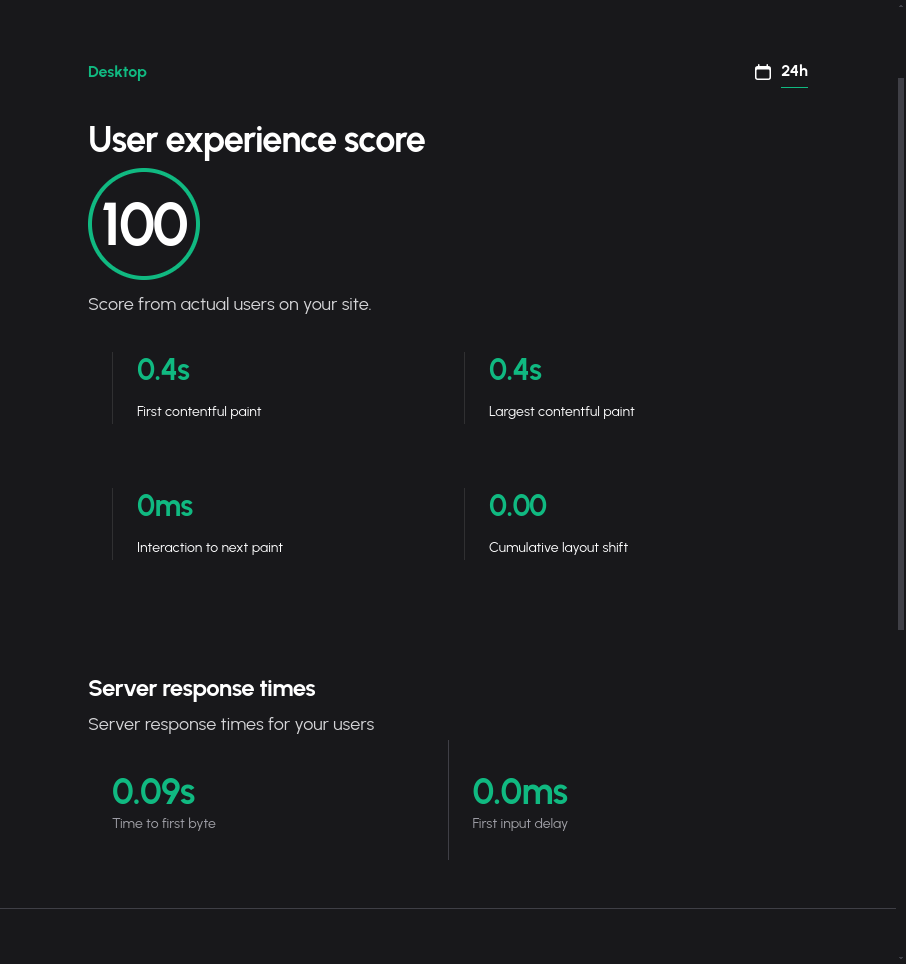 Desktop
24h
User experience score
100
Score from actual users on your site.
0.4s
First contentful paint
0.4s
Largest contentful paint
0ms
Interaction to next paint
0.00
Cumulative layout shift
Server response times
Server response times for your users
0.09s
Time to first byte
0.0ms
First input delay